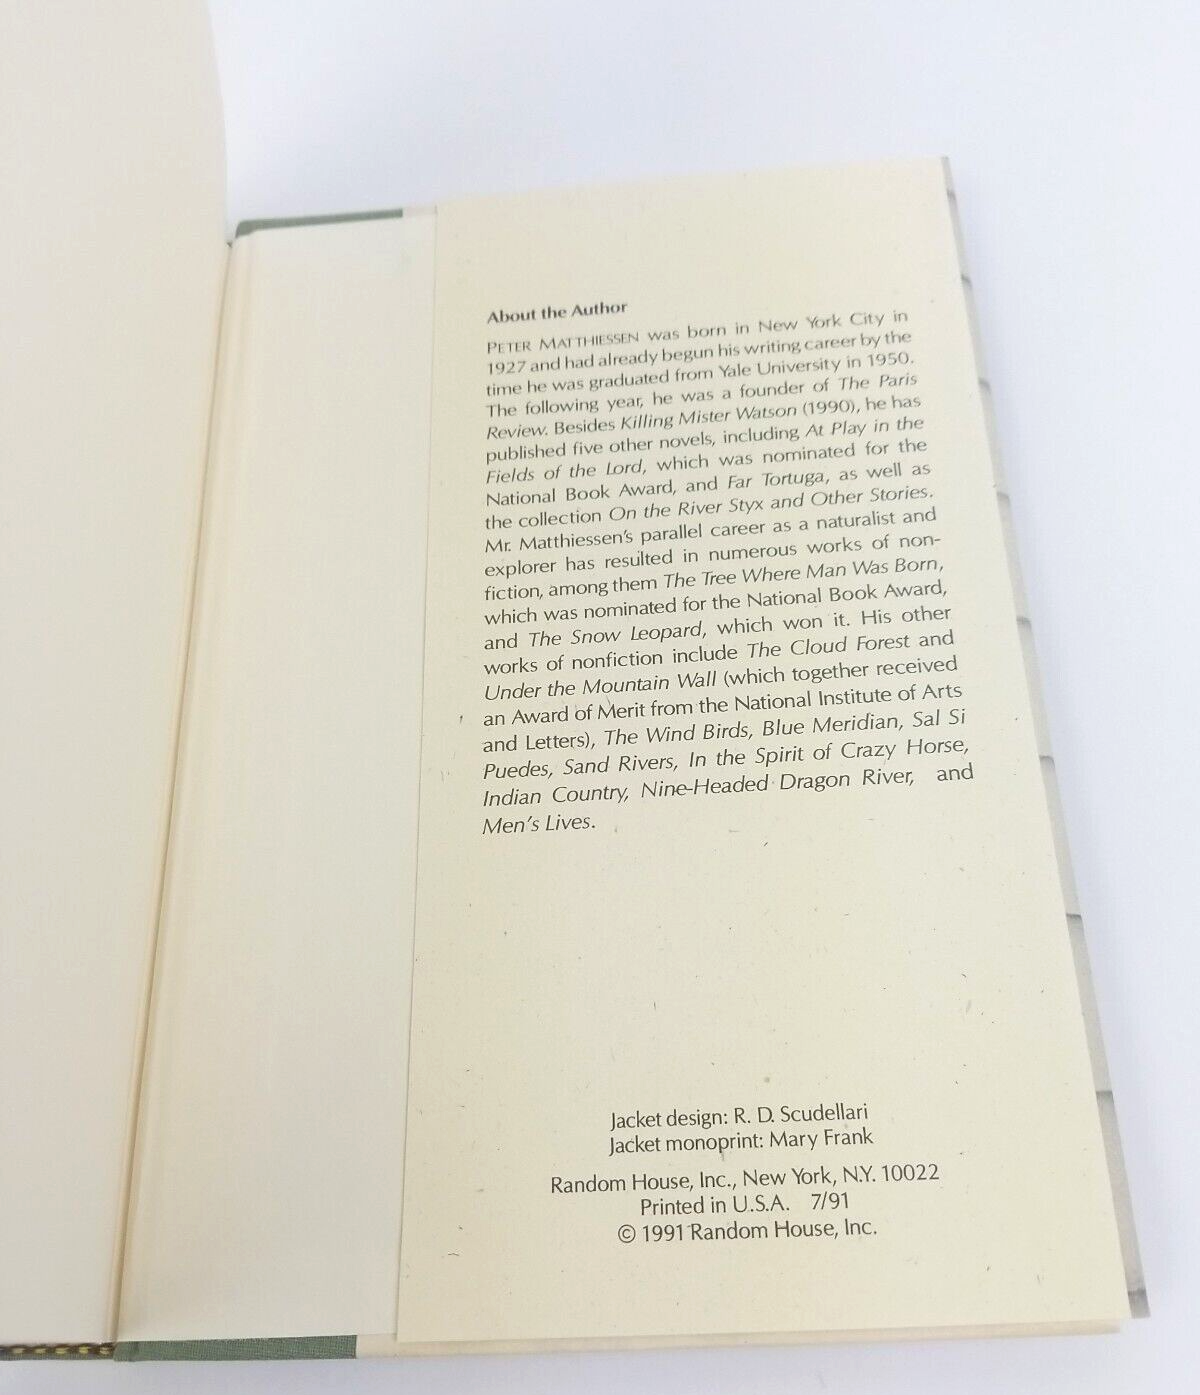 About the Author
PETER MATTHIESSEN was born in New York City in
1927 and had already begun his writing career by the
time he was graduated from Yale University in 1950.
The following year, he was a founder of The Paris
Review. Besides Killing Mister Watson (1990), he has
published five other novels, including At Play in the
Fields of the Lord, which was nominated for the
National Book Award, and Far Tortuga, as well as
the collection On the River Styx and Other Stories.
Mr. Matthiessen's parallel career as a naturalist and
explorer has resulted in numerous works of non-
fiction, among them The Tree Where Man Was Born,
which was nominated for the National Book Award,
and The Snow Leopard, which won it. His other
works of nonfiction include The Cloud Forest and
Under the Mountain Wall (which together received
an Award of Merit from the National Institute of Arts
and Letters), The Wind Birds, Blue Meridian, Sal Si
Puedes, Sand Rivers, In the Spirit of Crazy Horse,
Indian Country, Nine-Headed Dragon River, and
Men's Lives.
Jacket design: R. D. Scudellari
Jacket monoprint: Mary Frank
Random House, Inc., New York, N.Y. 10022
Printed in U.S.A. 7/91
© 1991 Random House, Inc.